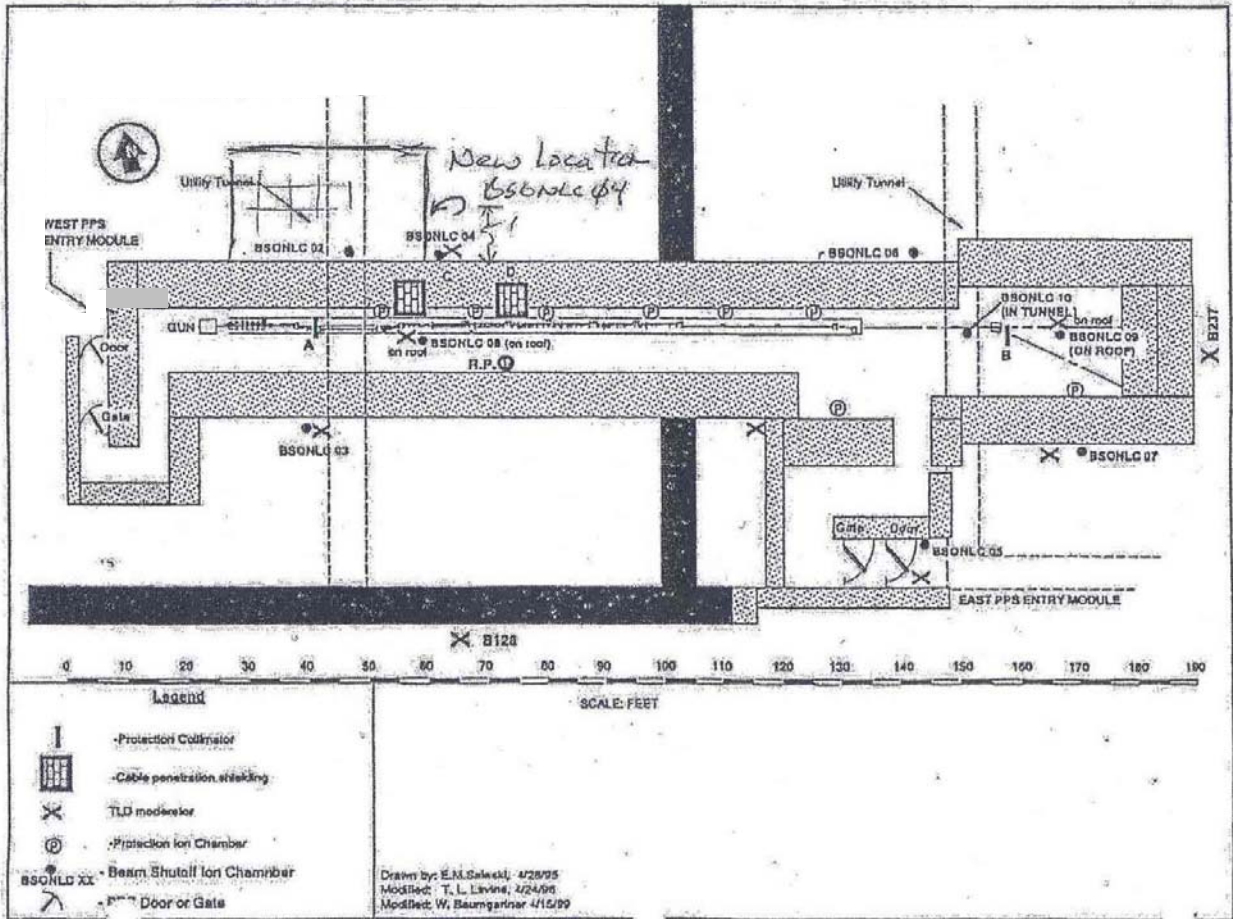 N
New Location
BSONLC 04
Utility Tunnel
Utility Tunnel
WEST PPS
ENTRY MODULE
BSONLC 02
BSONLC 04
BSONLC 06
C
D
GUN
A
on roof
BSONLC 08 (on roof)
R.P.
BSONLC 10
(IN TUNNEL)
on roof
BSONLC 09
(ON ROOF)
B
B237
P
P
P
P
P
P
P
P
Door
Gate
BSONLC 03
BSONLC 07
Gate
Door
BSONLC 05
EAST PPS ENTRY MODULE
B128
0 10 20 30 40 50 60 70 80 90 100 110 120 130 140 150 160 170 180 190
SCALE: FEET
Legend
-Protection Collimator
-Cable penetration shielding
TLD moderator
P -Protection Ion Chamber
BSONLC XX - Beam Shutoff Ion Chamnber
- Door or Gate
Drawn by: E.M. 4/28/95
Modified: T. L. Lavine, 4/24/96
Modified: W. Baumgartner 4/15/99